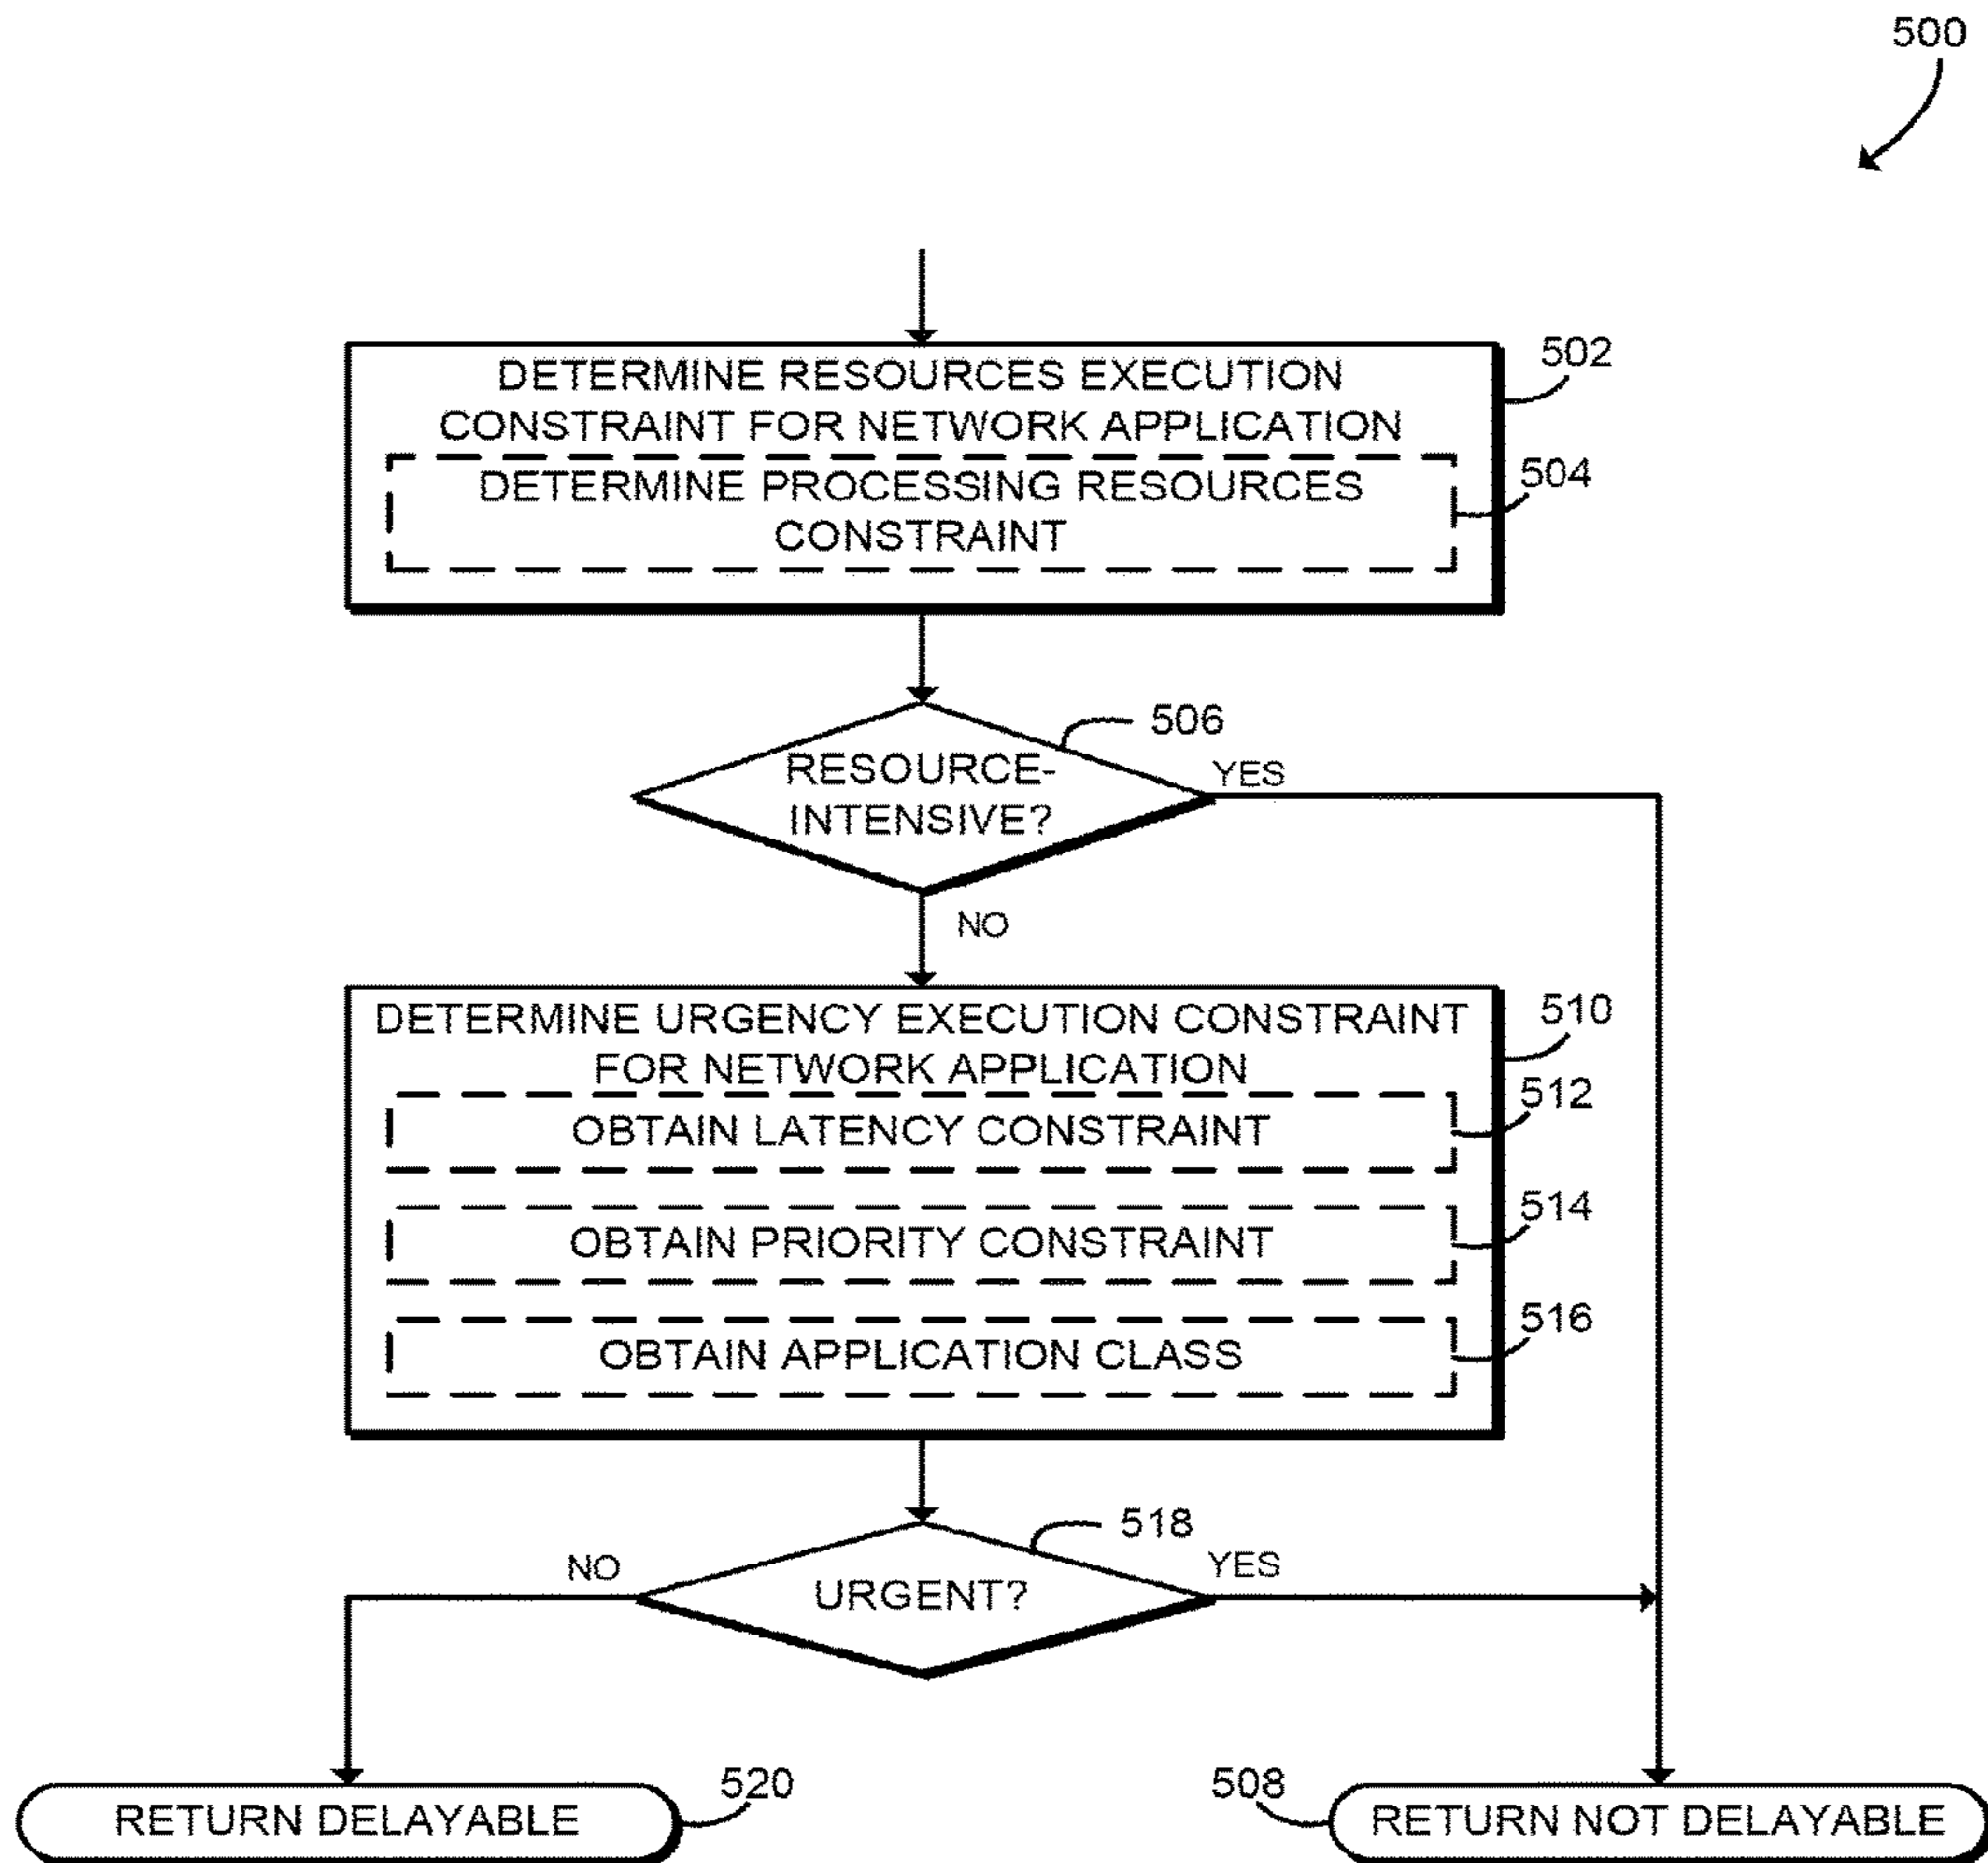 500
DETERMINE RESOURCES EXECUTION
CONSTRAINT FOR NETWORK APPLICATION
502
DETERMINE PROCESSING RESOURCES
CONSTRAINT
504
506
RESOURCE-
INTENSIVE?
YES
NO
DETERMINE URGENCY EXECUTION CONSTRAINT
FOR NETWORK APPLICATION
510
OBTAIN LATENCY CONSTRAINT
512
OBTAIN PRIORITY CONSTRAINT
514
OBTAIN APPLICATION CLASS
516
518
NO
URGENT?
YES
RETURN DELAYABLE
520
508
RETURN NOT DELAYABLE